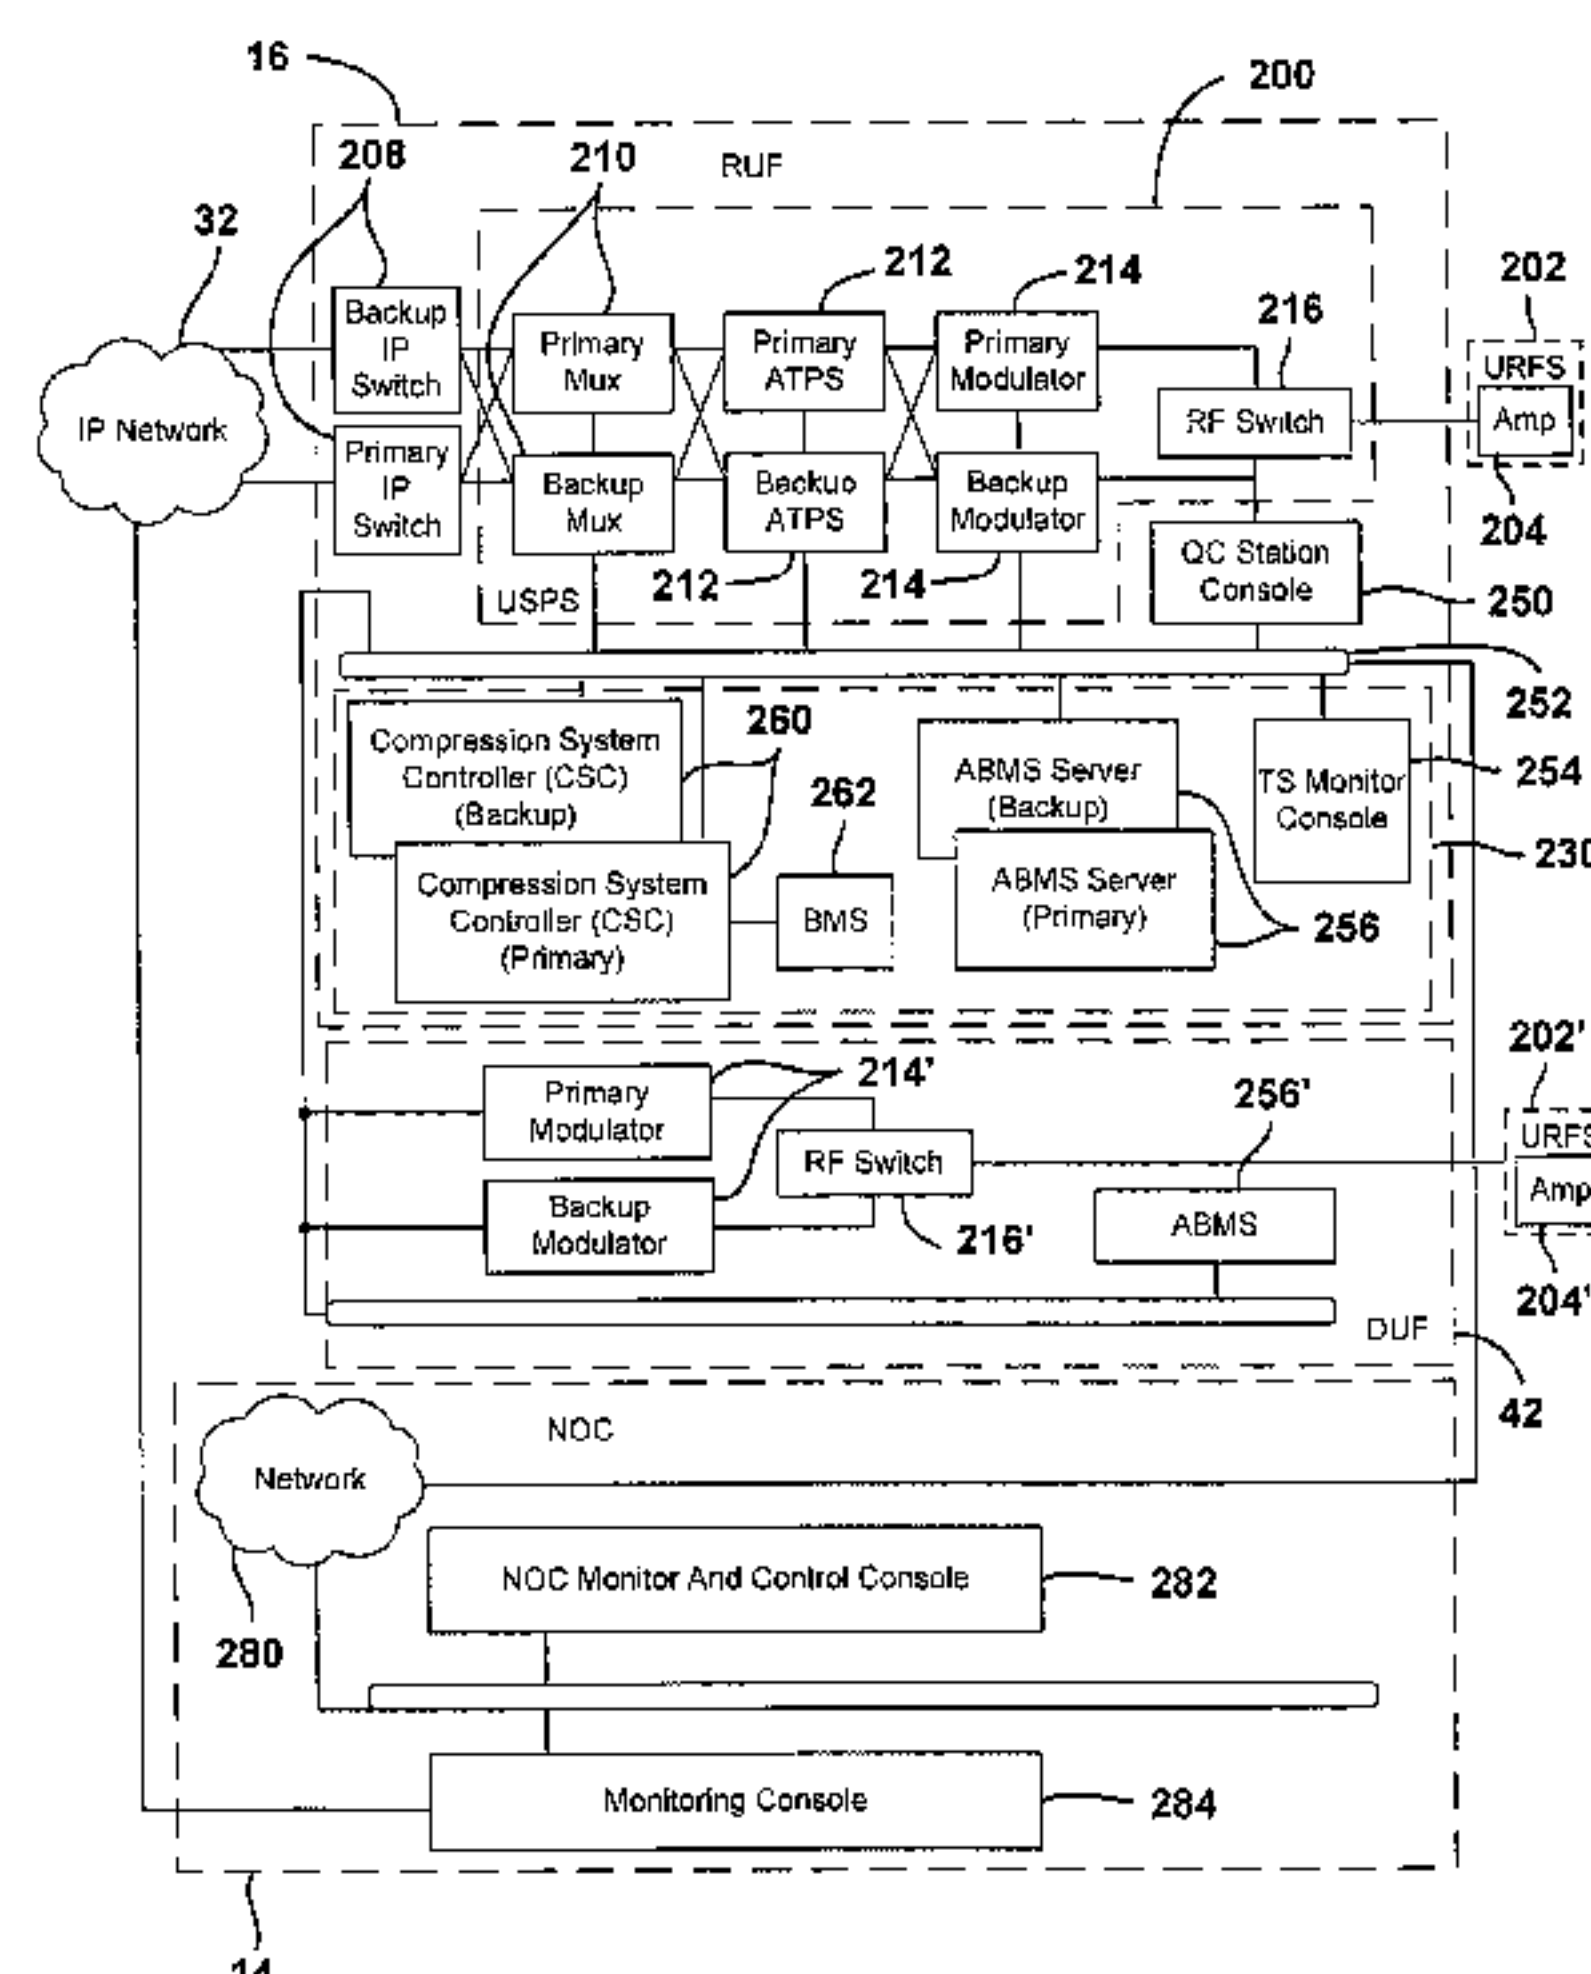 16
200
208
210
RUF
32
212
214
202
216
Backup
IP
Switch
Primary
Mux
Primary
ATPS
Primary
Modulator
URFS
Amp
RF Switch
IP Network
Primary
IP
Switch
Backup
Mux
Backup
ATPS
Backup
Modulator
204
QC Station
Console
212
214
USPS
250
252
260
Compression System
Controller (CSC)
(Backup)
262
ABMS Server
(Backup)
TS Monitor
Console
254
230
Compression System
Controller (CSC)
(Primary)
BMS
ABMS Server
(Primary)
256
202'
Primary
Modulator
214'
256'
URFS
RF Switch
Amp
Backup
Modulator
216'
ABMS
204'
DUF
42
NOC
Network
NOC Monitor And Control Console
282
280
Monitoring Console
284
14